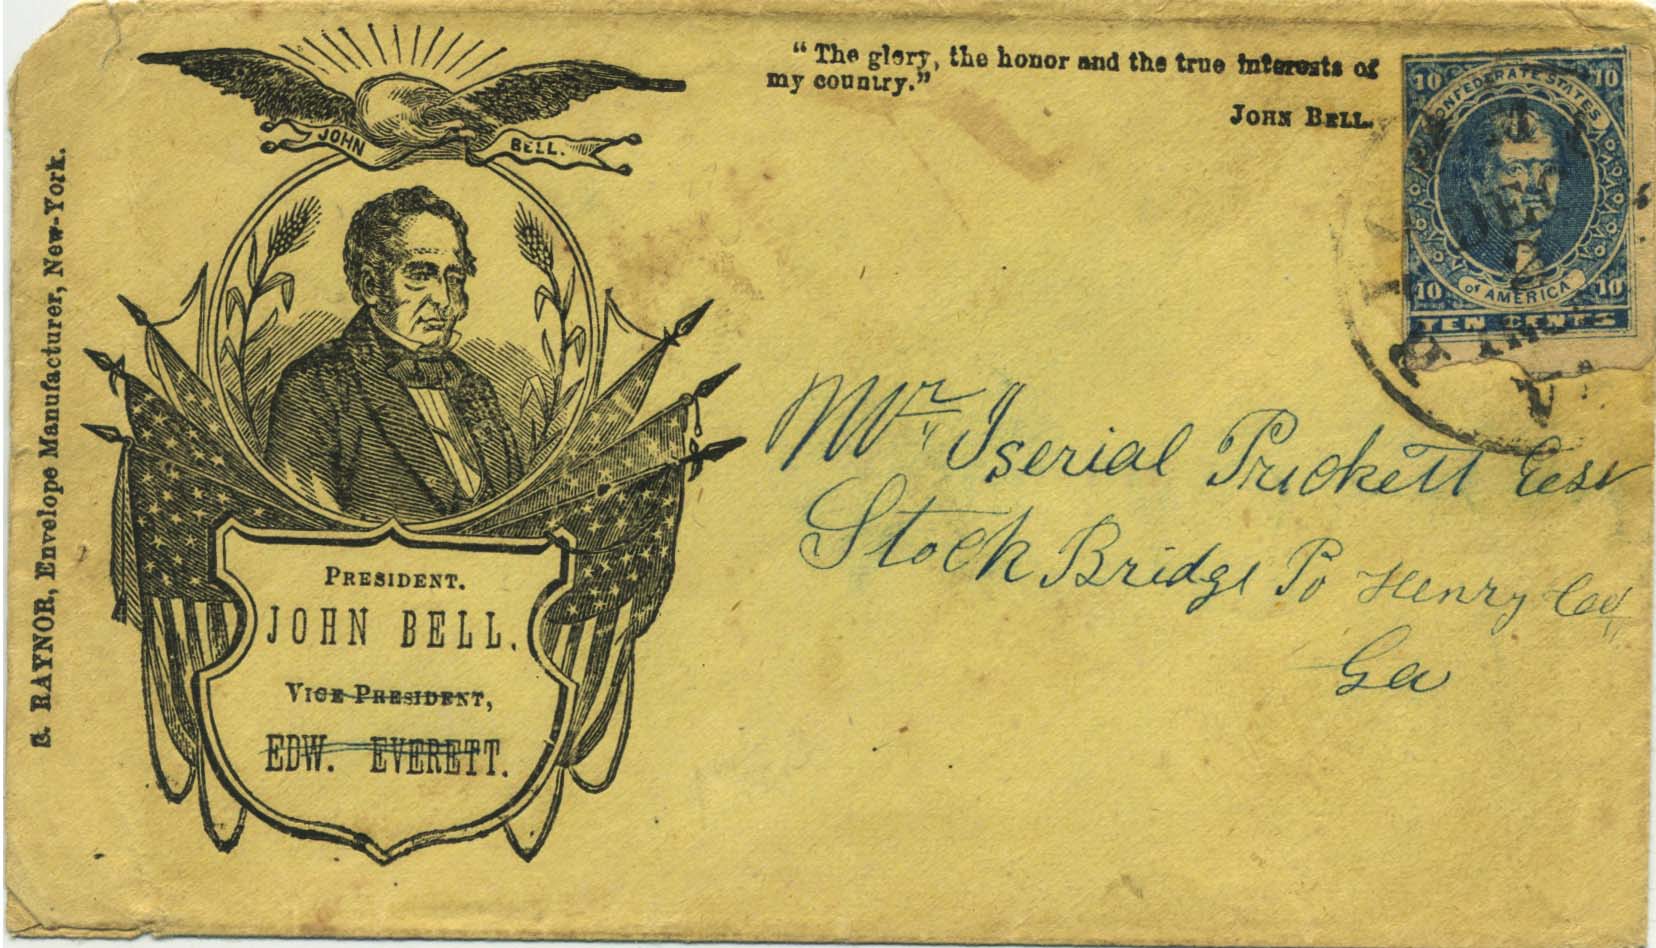 S. RAYNOR, Envelope Manufacturer, New-York.
JOHN BELL.
PRESIDENT.
JOHN BELL.
VICE-PRESIDENT,
EDW. EVERETT.
“The glory, the honor and the true interests of
my country.”
JOHN BELL.
10 10
CONFEDERATE STATES
of AMERICA
10 10
TEN CENTS
DEC
2
Mr Iserial Prickett Esq
Stock Bridge Po Henry Co
Ga